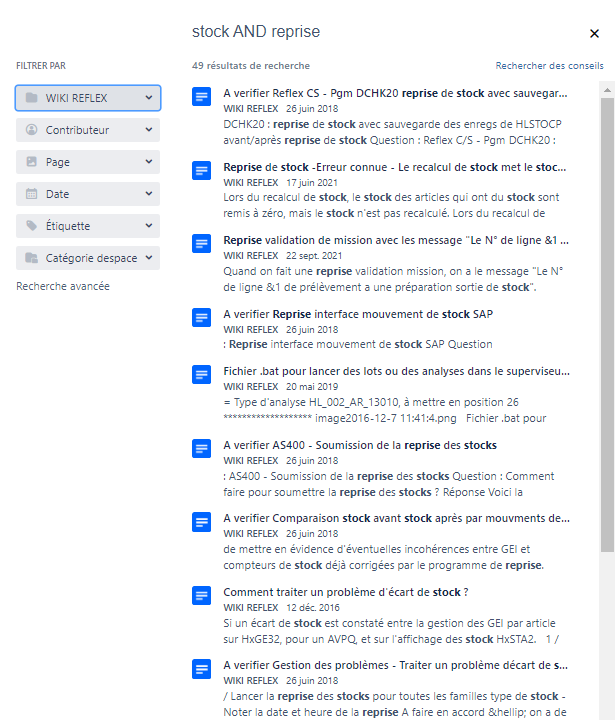 stock AND reprise
FILTRER PAR
49 résultats de recherche
Rechercher des conseils
WIKI REFLEX
Contributeur
Page
Date
Étiquette
Catégorie despace
Recherche avancée
A verifier Reflex CS - Pgm DCHK20 reprise de stock avec sauvegar...
WIKI REFLEX 26 juin 2018
DCHK20 : reprise de stock avec sauvegarde des enregs de HLSTOCP
avant/après reprise de stock Question : Reflex C/S - Pgm DCHK20 :
Reprise de stock -Erreur connue - Le recalcul de stock met le stoc...
WIKI REFLEX 17 juin 2021
Lors du recalcul de stock, le stock des articles qui ont du stock sont
remis à zéro, mais le stock n'est pas recalculé. Lors du recalcul de
Reprise validation de mission avec les message "Le N° de ligne &1 ...
WIKI REFLEX 22 sept. 2021
Quand on fait une reprise validation mission, on a le message "Le N°
de ligne &1 de prélèvement a une préparation sortie de stock".
A verifier Reprise interface mouvement de stock SAP
WIKI REFLEX 26 juin 2018
: Reprise interface mouvement de stock SAP Question
Fichier .bat pour lancer des lots ou des analyses dans le superviseu...
WIKI REFLEX 20 mai 2019
= Type d'analyse HL_002_AR_13010, à mettre en position 26
******************* image2016-12-7 11:41:4.png Fichier .bat pour
A verifier AS400 - Soumission de la reprise des stocks
WIKI REFLEX 26 juin 2018
: AS400 - Soumission de la reprise des stocks Question : Comment
faire pour soumettre la reprise des stocks ? Réponse Voici la
A verifier Comparaison stock avant stock après par mouvments de...
WIKI REFLEX 26 juin 2018
de mettre en évidence d'éventuelles incohérences entre GEI et
compteurs de stock déjà corrigées par le programme de reprise.
Comment traiter un problème d'écart de stock ?
WIKI REFLEX 12 déc. 2016
Si un écart de stock est constaté entre la gestion des GEI par article
sur HxGE32, pour un AVPQ, et sur l'affichage des stock HxSTA2. 1 /
A verifier Gestion des problèmes - Traiter un problème décart de s...
WIKI REFLEX 26 juin 2018
/ Lancer la reprise des stocks pour toutes les familles type de stock -
Noter la date et heure de la reprise A faire en accord &hellip; on a de